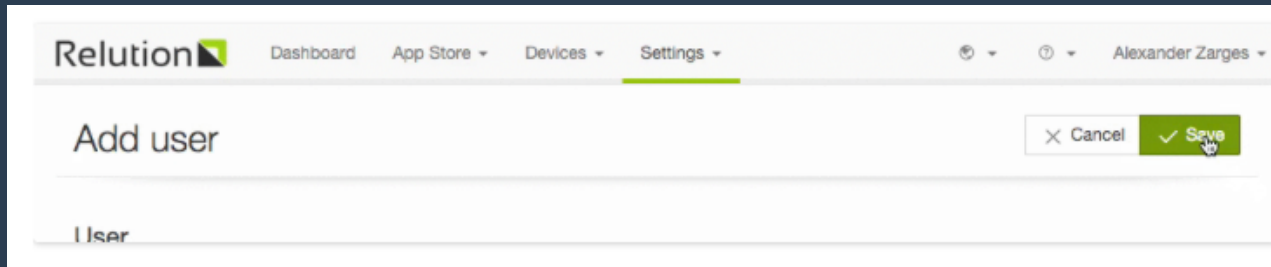 Relution Dashboard App Store Devices Settings Alexander Zarges
Add user Cancel Save
User